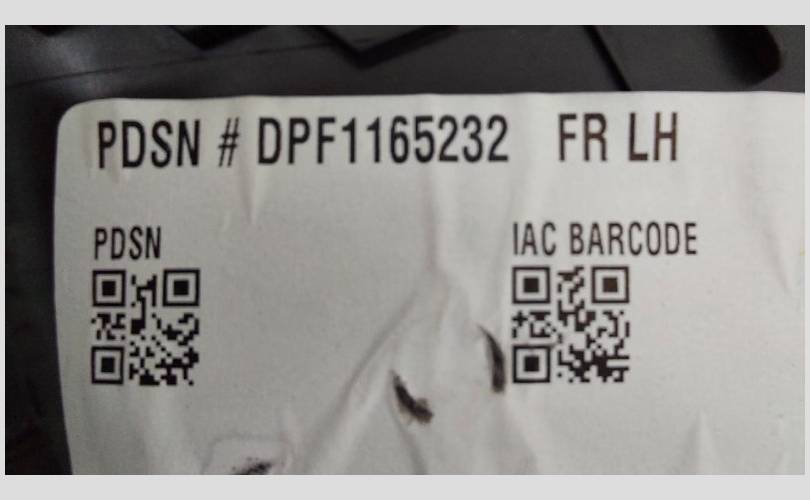 PDSN # DPF1165232 FR LH
PDSN
IAC BARCODE